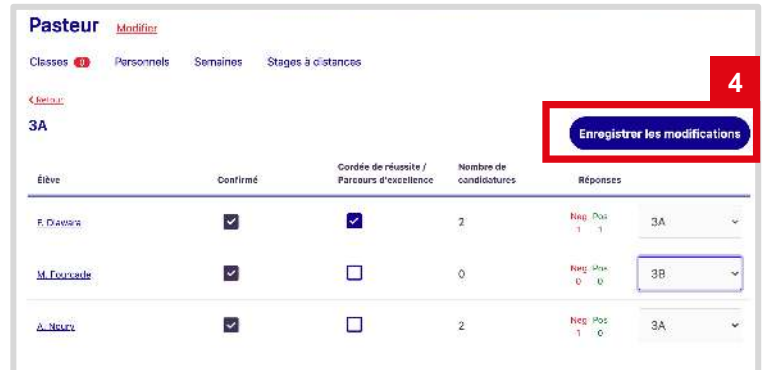 Pasteur Modifier
Classes 0 Personnels Semaines Stages à distances
4
< Retour
3A
Enregistrer les modifications
Élève Confirmé Cordée de réussite / Parcours d'excellence Nombre de candidatures Réponses
F. Diawara 2 Neg 1 Pos 1 3A
M. Fourcade 0 Neg 0 Pos 0 3B
A. Neury 2 Neg 1 Pos 0 3A